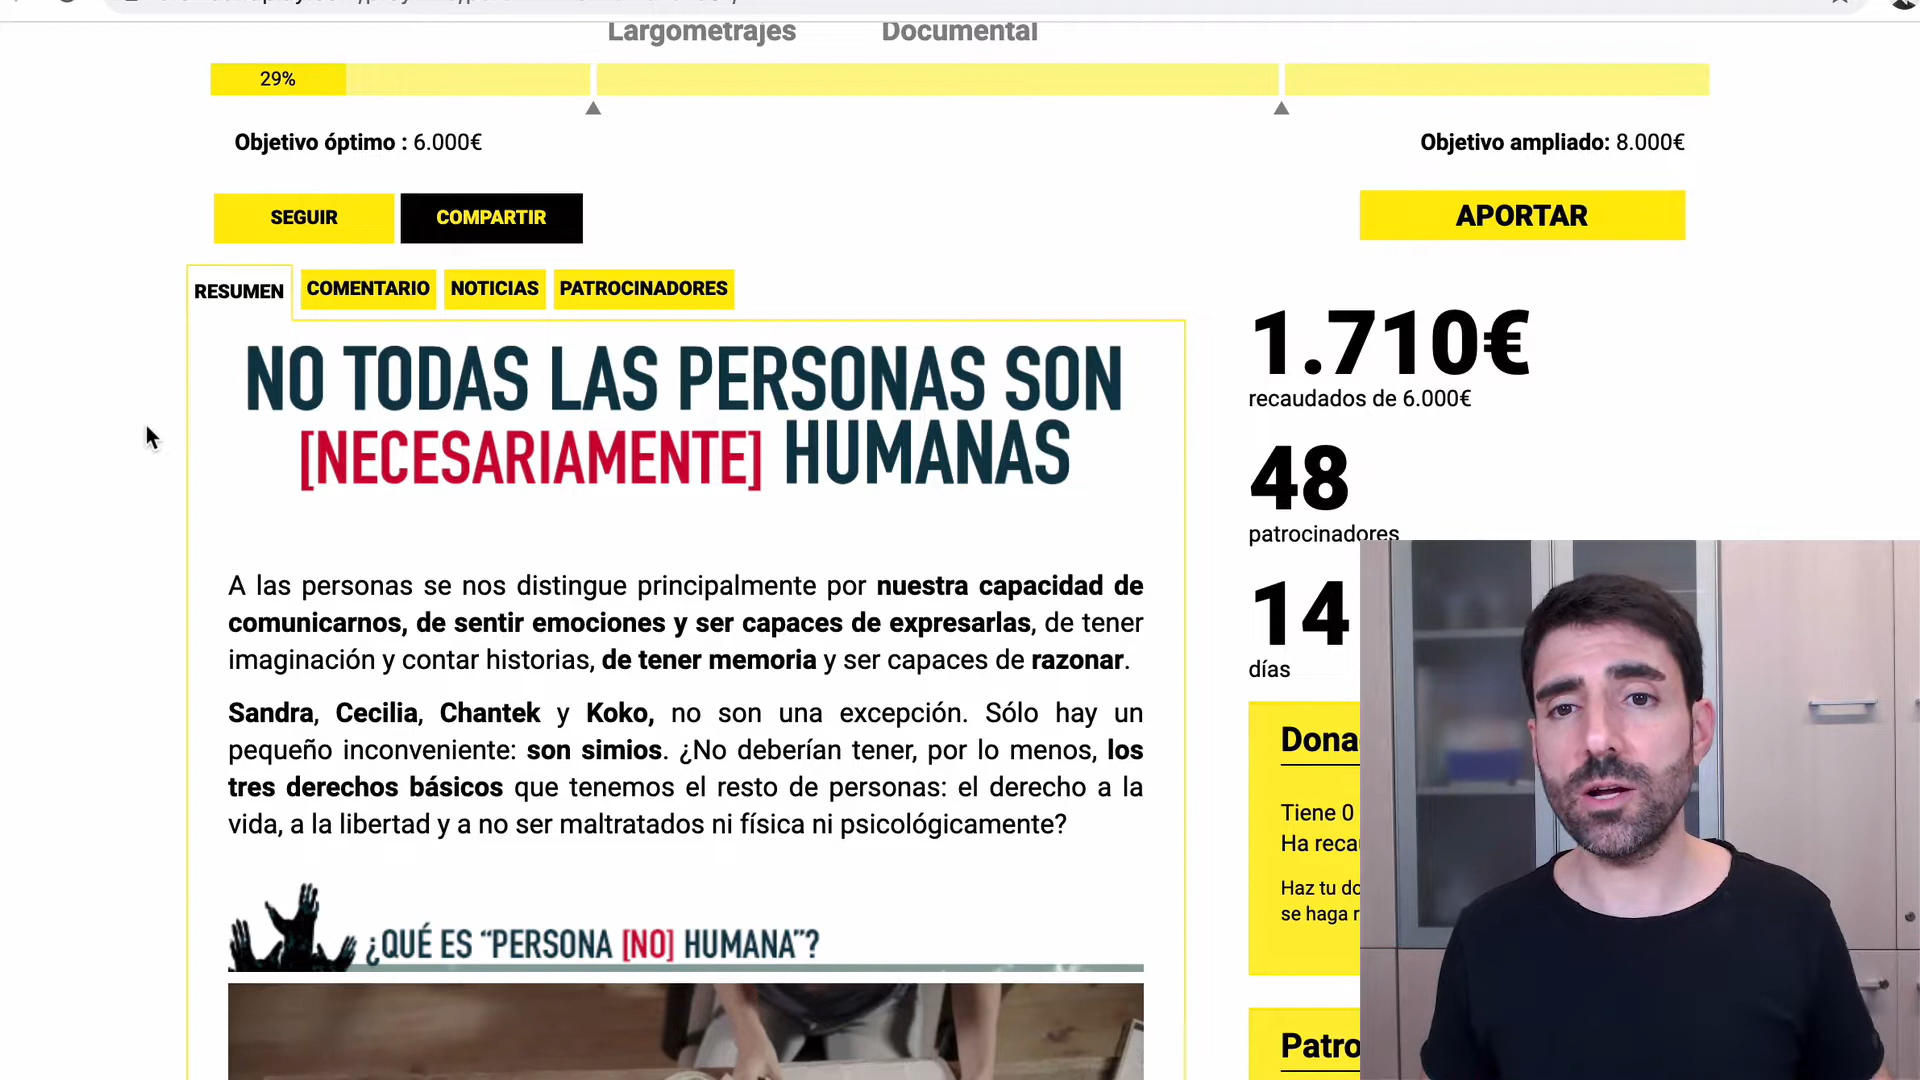 Largometrajes Documental
29%
Objetivo óptimo : 6.000€
Objetivo ampliado: 8.000€
SEGUIR COMPARTIR
APORTAR
RESUMEN COMENTARIO NOTICIAS PATROCINADORES
NO TODAS LAS PERSONAS SON
[NECESARIAMENTE] HUMANAS
A las personas se nos distingue principalmente por nuestra capacidad de
comunicarnos, de sentir emociones y ser capaces de expresarlas, de tener
imaginación y contar historias, de tener memoria y ser capaces de razonar.
Sandra, Cecilia, Chantek y Koko, no son una excepción. Sólo hay un
pequeño inconveniente: son simios. ¿No deberían tener, por lo menos, los
tres derechos básicos que tenemos el resto de personas: el derecho a la
vida, a la libertad y a no ser maltratados ni física ni psicológicamente?
¿QUÉ ES “PERSONA [NO] HUMANA”?
1.710€
recaudados de 6.000€
48
patrocinadores
14
días
Dona
Tiene 0
Ha reca
Haz tu do
se haga r
Patro